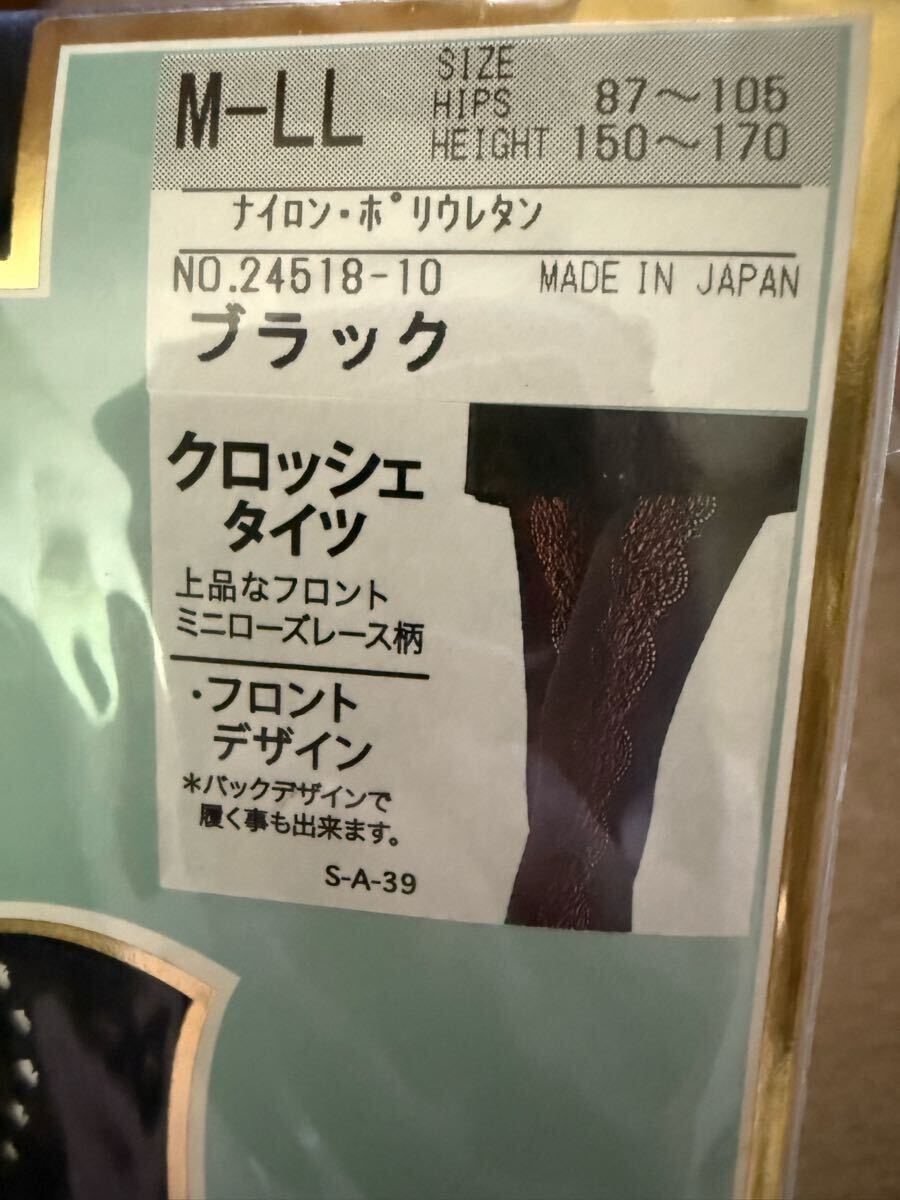 M-LL
SIZE
HIPS 87～105
HEIGHT 150～170
ナイロン・ポリウレタン
NO.24518-10 MADE IN JAPAN
ブラック
クロッシェ
タイツ
上品なフロント
ミニローズレース柄
・フロント
デザイン
＊バックデザインで
履く事も出来ます。
S-A-39